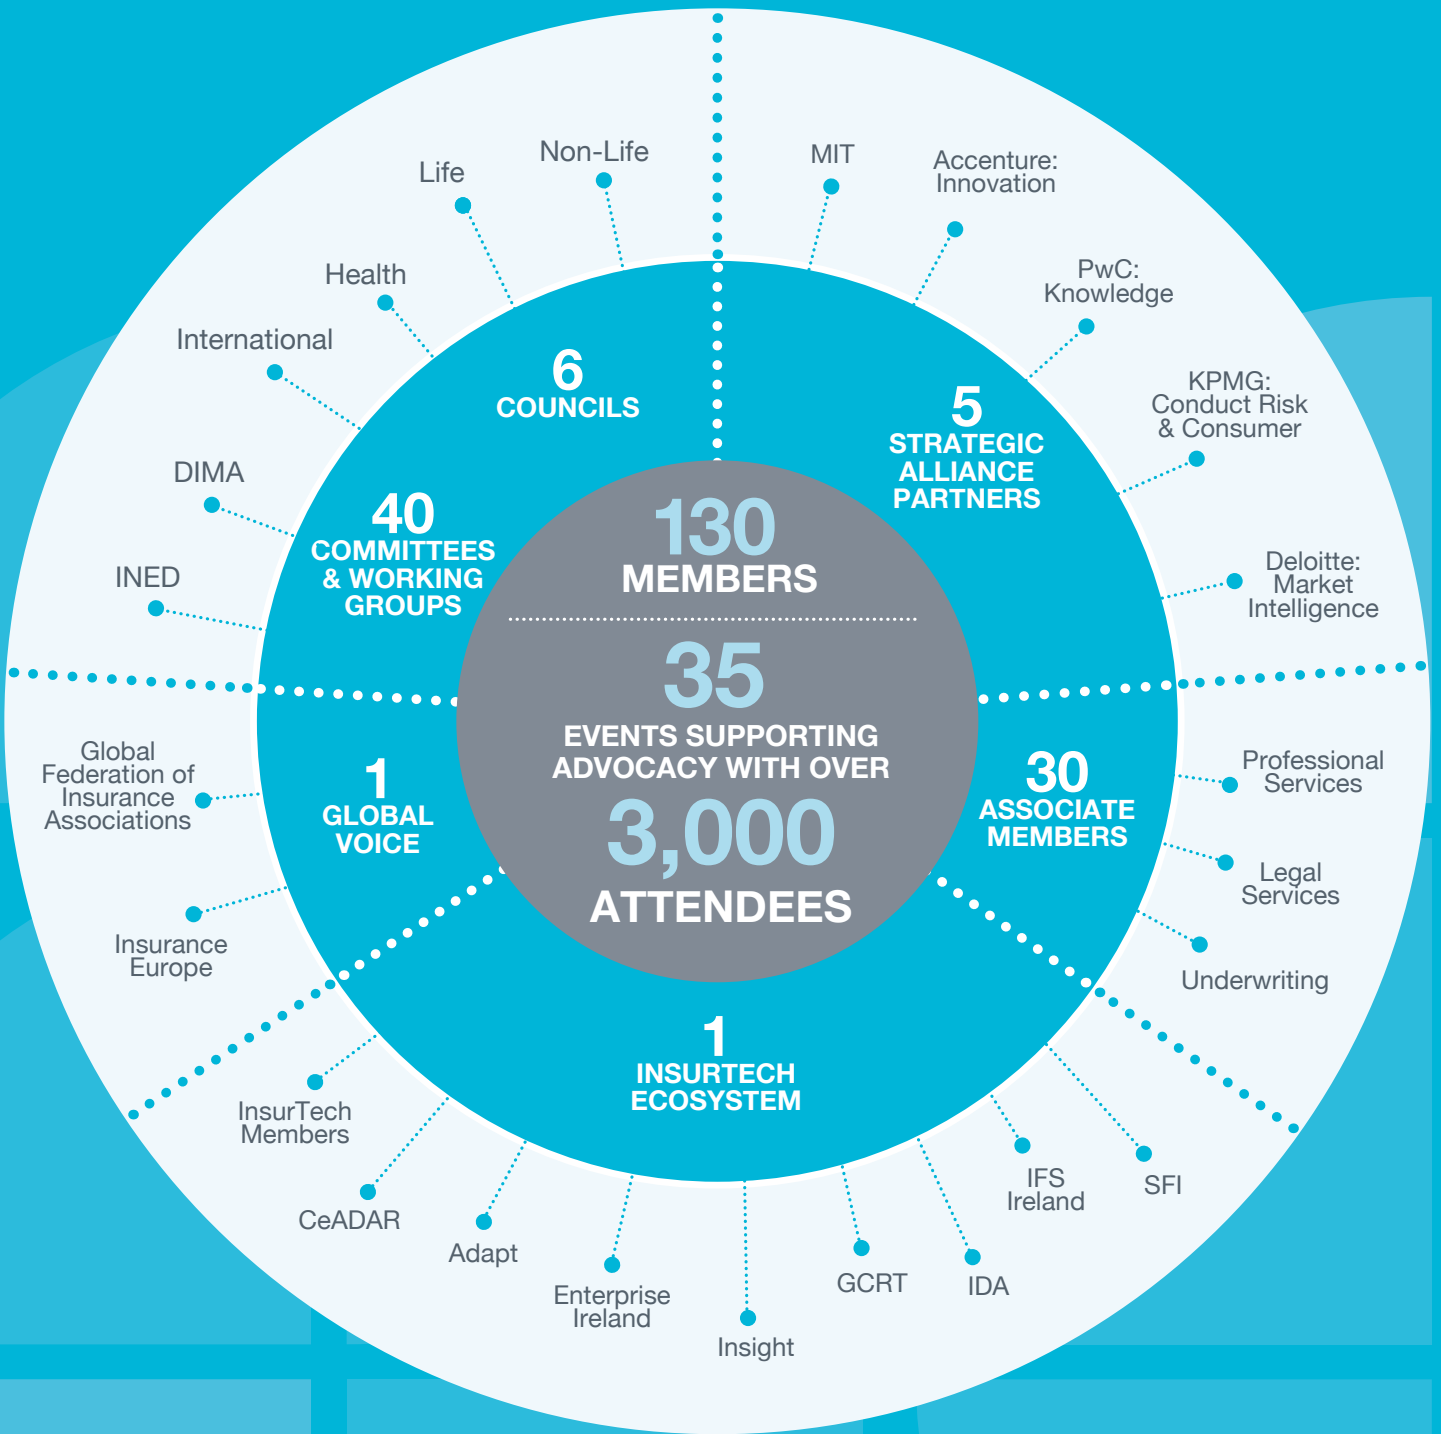 Non-Life
Life
Health
International
DIMA
INED
6
COUNCILS
40
COMMITTEES
& WORKING
GROUPS
MIT
Accenture:
Innovation
PwC:
Knowledge
KPMG:
Conduct Risk
& Consumer
Deloitte:
Market
Intelligence
5
STRATEGIC
ALLIANCE
PARTNERS
130
MEMBERS
35
EVENTS SUPPORTING
ADVOCACY WITH OVER
3,000
ATTENDEES
1
GLOBAL
VOICE
Global
Federation of
Insurance
Associations
Insurance
Europe
30
ASSOCIATE
MEMBERS
Professional
Services
Legal
Services
Underwriting
1
INSURTECH
ECOSYSTEM
InsurTech
Members
CeADAR
Adapt
Enterprise
Ireland
Insight
GCRT
IDA
IFS
Ireland
SFI